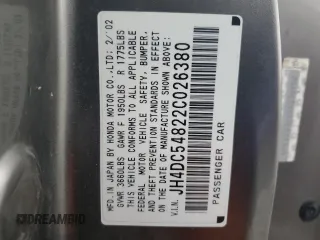 MFD. IN JAPAN BY HONDA MOTOR CO., LTD: 2/'02
GVWR 3660LBS GAWR F 1950LBS R 1775LBS
THIS VEHICLE CONFORMS TO ALL APPLICABLE
FEDERAL MOTOR VEHICLE SAFETY, BUMPER,
AND THEFT PREVENTION STANDARDS IN EFFECT
ON THE DATE OF MANUFACTURE SHOWN ABOVE.
V.I.N. JH4DC54822C026380
PASSENGER CAR
DREAMBID